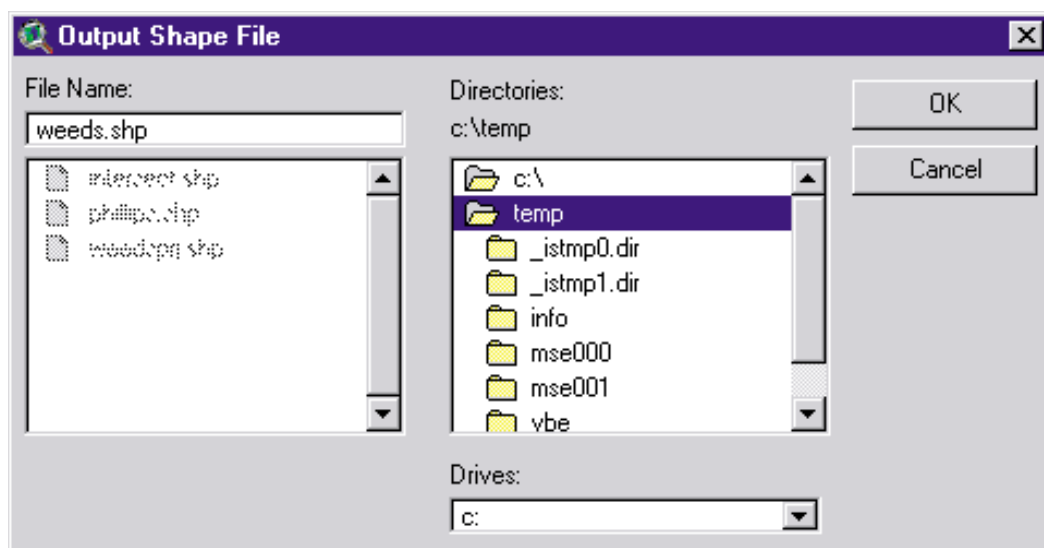 Output Shape File
File Name:
weeds.shp
Directories:
c:\temp
c:\
temp
_istmp0.dir
_istmp1.dir
info
mse000
mse001
vbe
Drives:
c:
OK
Cancel